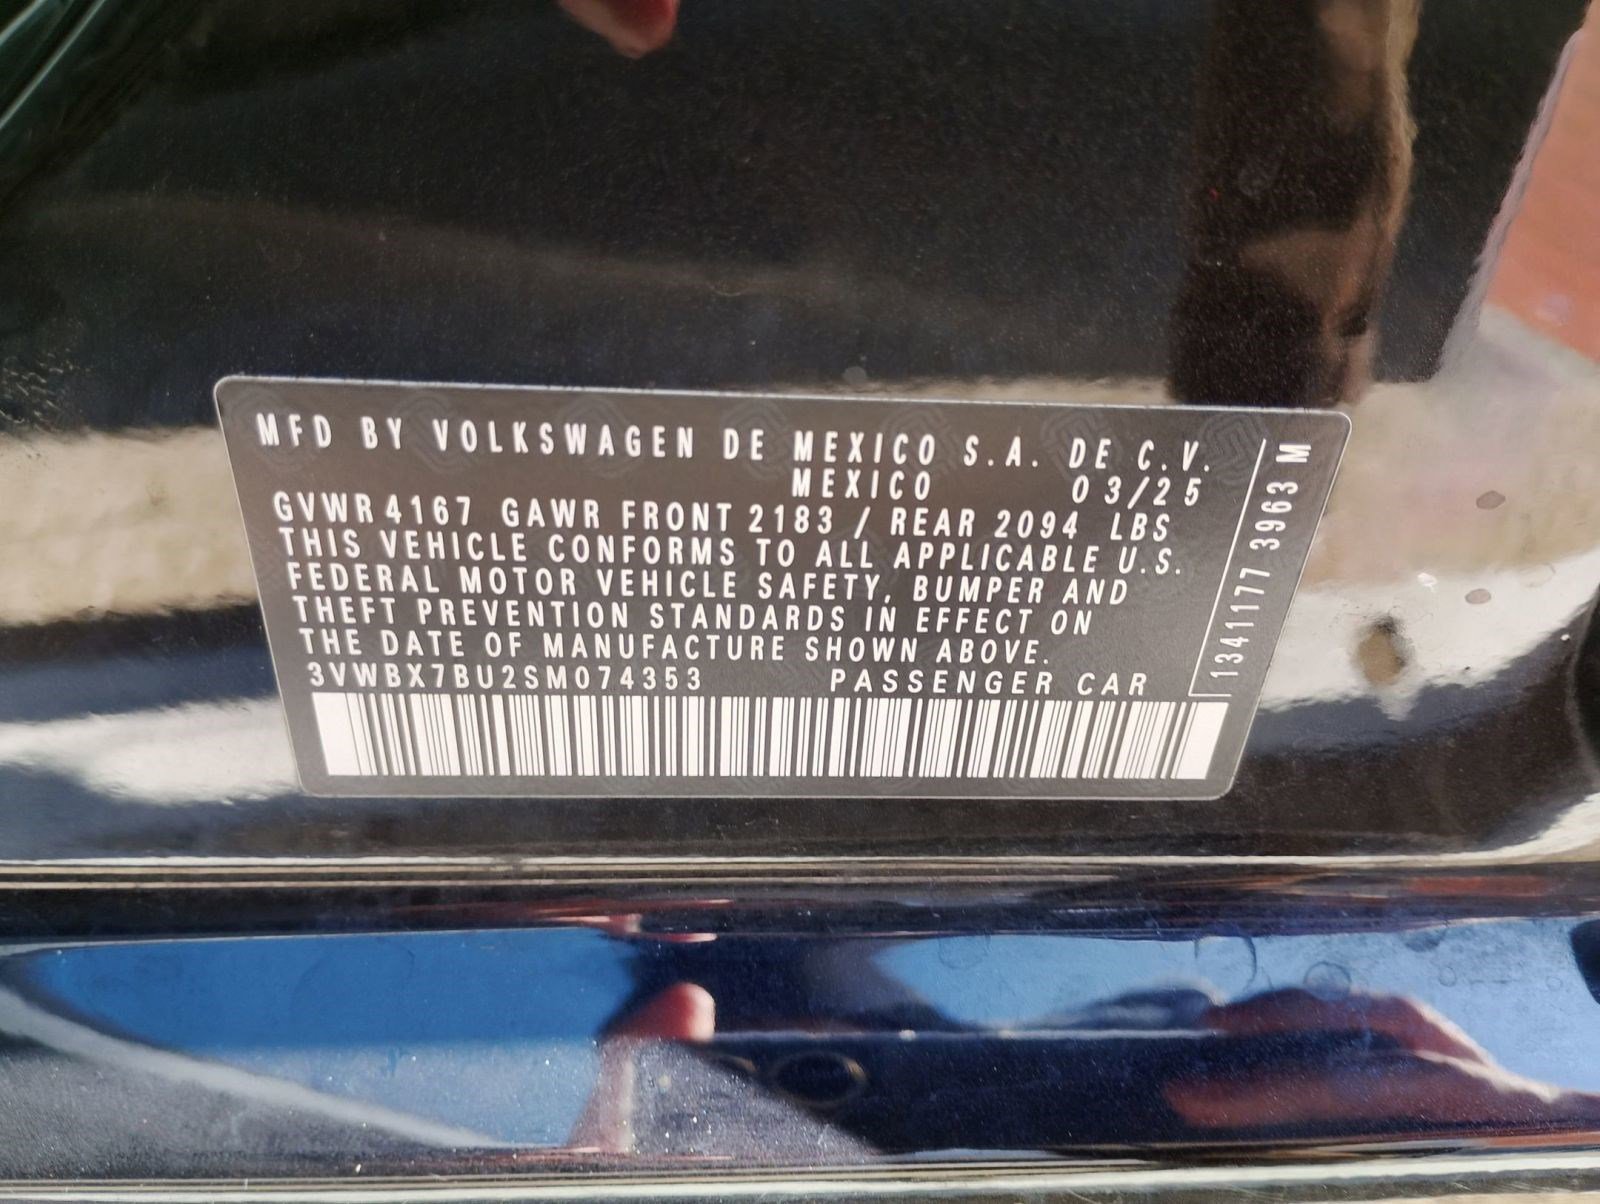 MFD BY VOLKSWAGEN DE MEXICO S.A. DE C.V.
MEXICO 03/25
GVWR 4167 GAWR FRONT 2183 / REAR 2094 LBS
THIS VEHICLE CONFORMS TO ALL APPLICABLE U.S.
FEDERAL MOTOR VEHICLE SAFETY, BUMPER AND
THEFT PREVENTION STANDARDS IN EFFECT ON
THE DATE OF MANUFACTURE SHOWN ABOVE.
3VWBX7BU2SM074353 PASSENGER CAR
1341177 3963 M